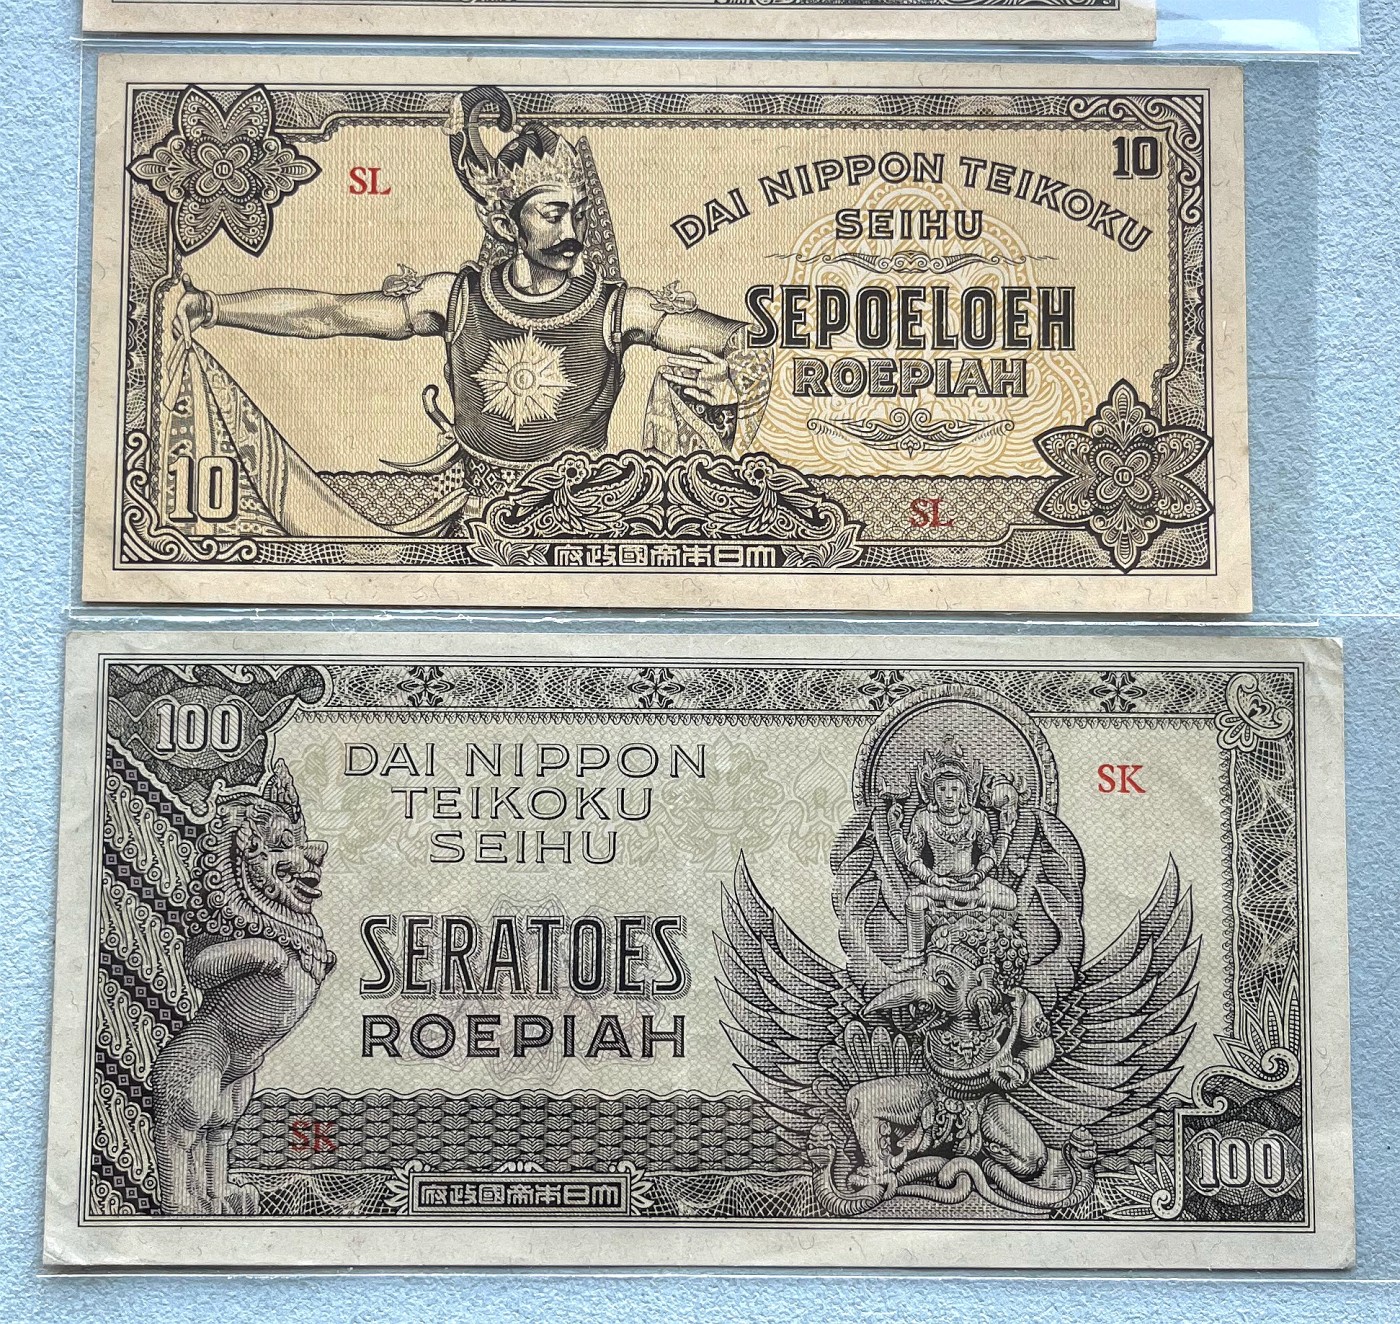 SL
10
DAI NIPPON TEIKOKU
SEIHU
SEPOELOEH
ROEPIAH
10
SL
府政國帝本日大
100
DAI NIPPON
TEIKOKU
SEIHU
SK
SERATOES
ROEPIAH
SK
府政國帝本日大
100